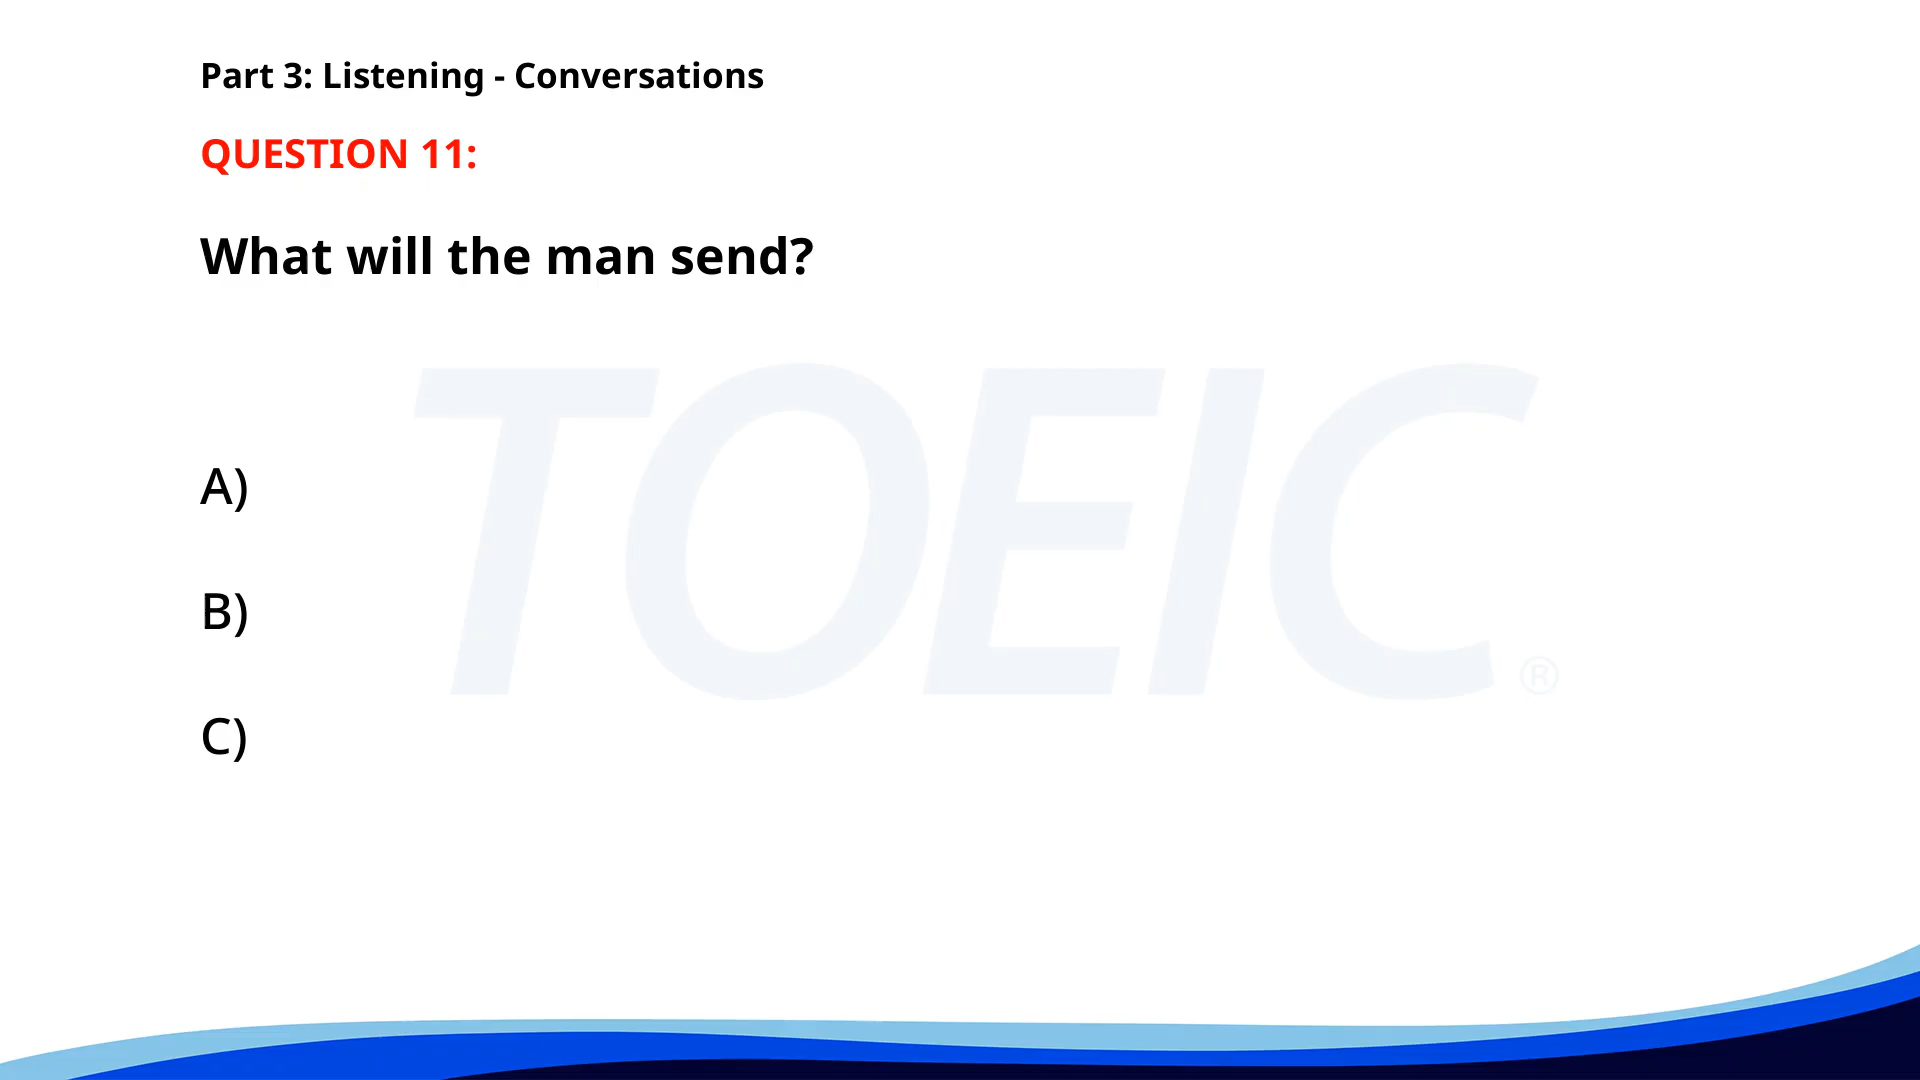 Part 3: Listening - Conversations
QUESTION 11:
What will the man send?
TOEIC®
A)
B)
C)